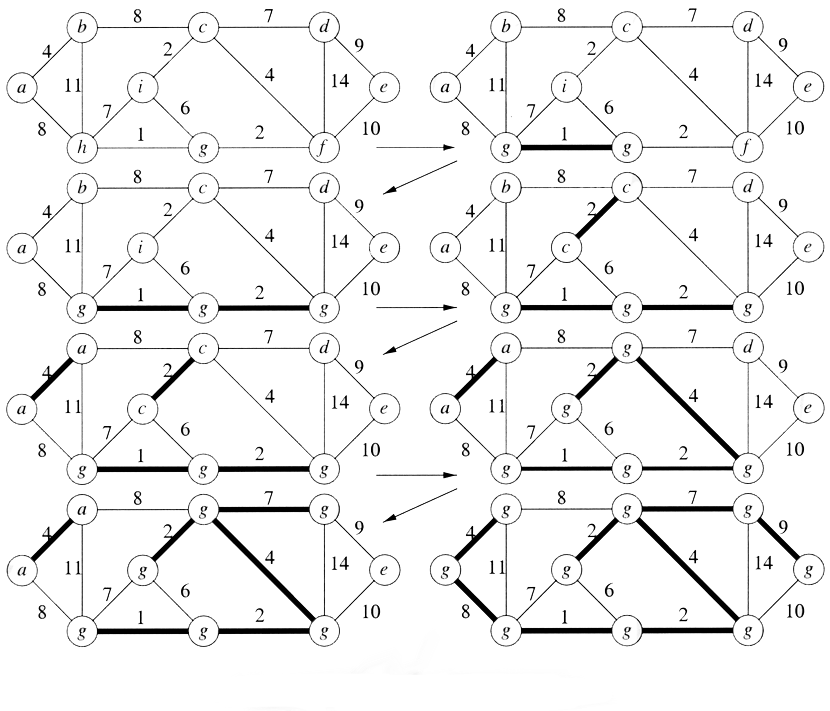 8 7 8 7
b c d b c d
4 2 9 4 2 9
11 4 14 11 4 14
a i e a i e
7 6 7 6
8 1 2 10 8 1 2 10
h g f g g f
8 7 8 7
b c d b c d
4 2 9 4 2 9
11 4 14 11 4 14
a i e a c e
7 6 7 6
8 1 2 10 8 1 2 10
g g g g g g
8 7 8 7
a c d a g d
4 2 9 4 2 9
11 4 14 11 4 14
a c e a g e
7 6 7 6
8 1 2 10 8 1 2 10
g g g g g g
8 7 8 7
a g g g g g
4 2 9 4 2 9
11 4 14 11 4 14
a g e g g g
7 6 7 6
8 1 2 10 8 1 2 10
g g g g g g